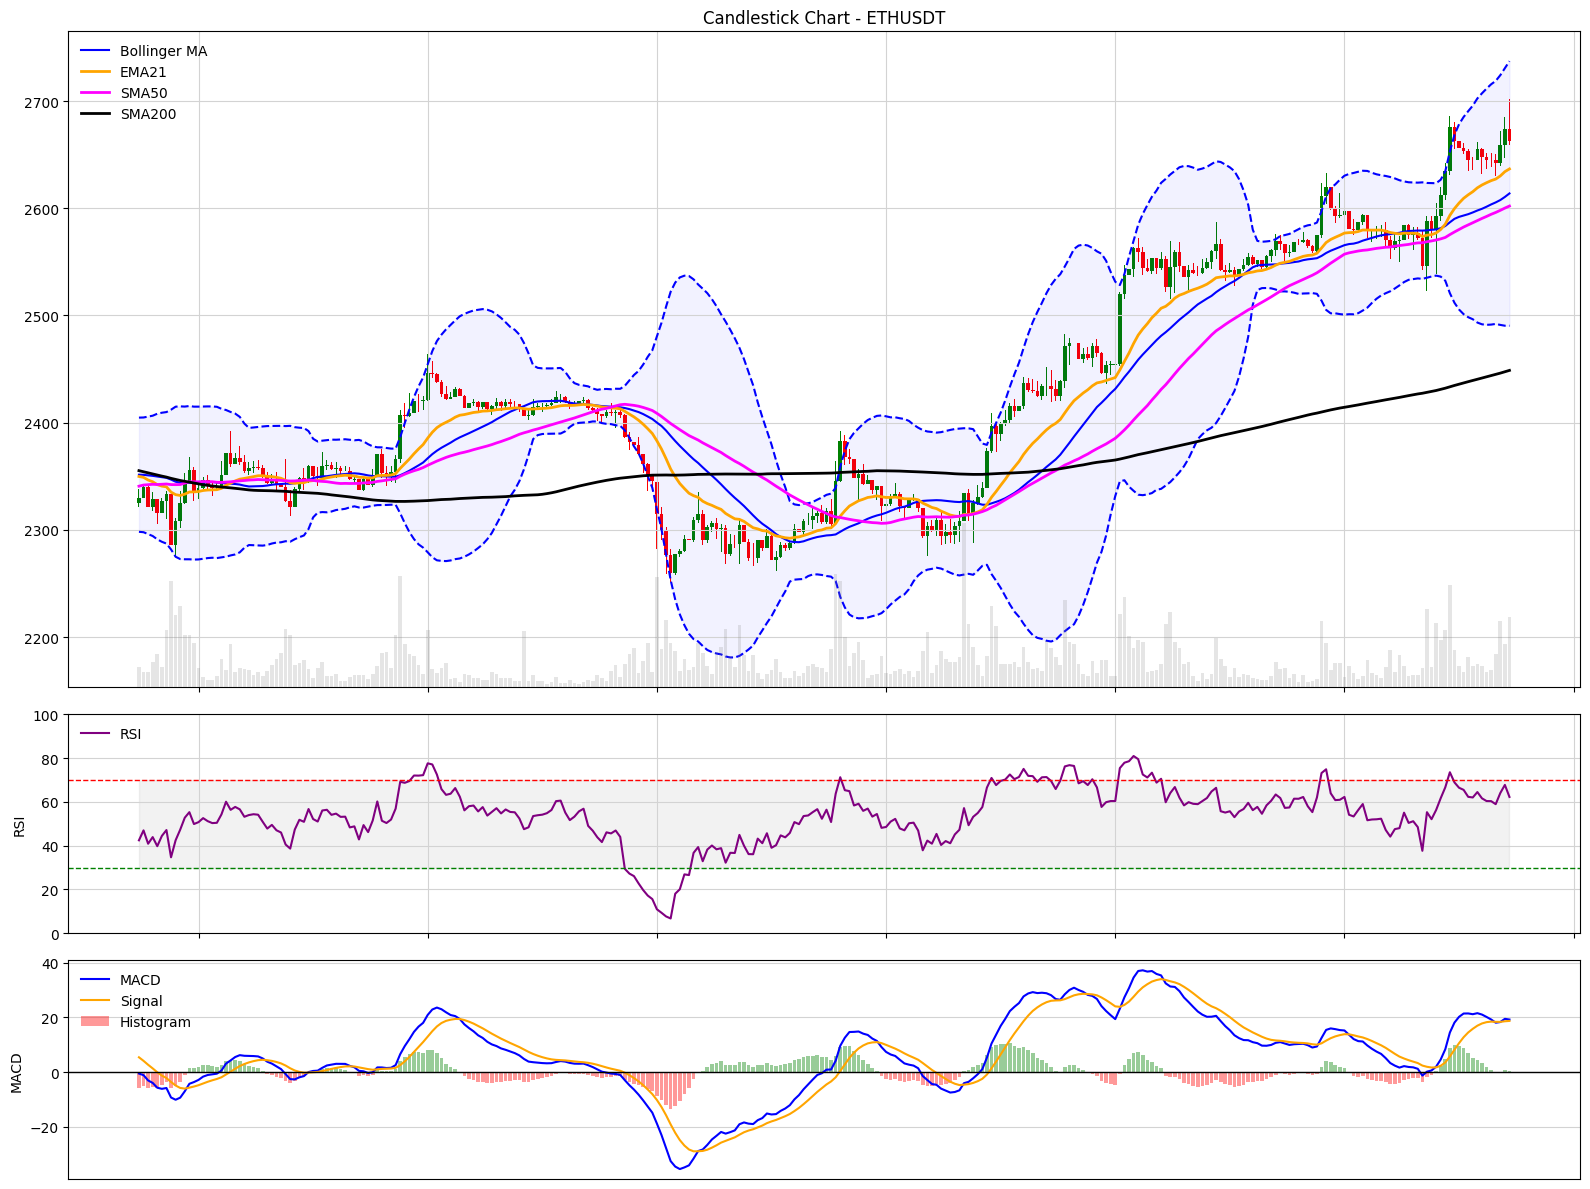 Candlestick Chart - ETHUSDT
Bollinger MA
EMA21
SMA50
SMA200
2700
2600
2500
2400
2300
2200
RSI
100
80
60
40
20
0
RSI
MACD
Signal
Histogram
40
20
0
−20
MACD